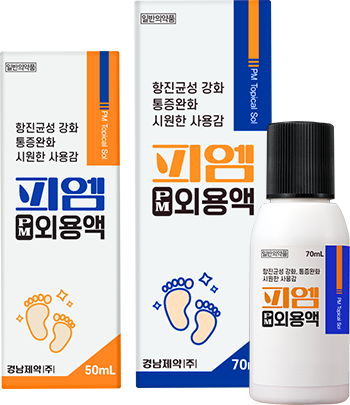 일반의약품
PM Topical Sol
항진균성 강화
통증완화
시원한 사용감
피엠
PM 외용액
경남제약(주)
50mL
일반의약품
PM Topical Sol
항진균성 강화
통증완화
시원한 사용감
피엠
PM 외용액
경남제약(주)
일반의약품
70mL
항진균성 강화, 통증완화
시원한 사용감
피엠
PM 외용액
PM Topical Sol